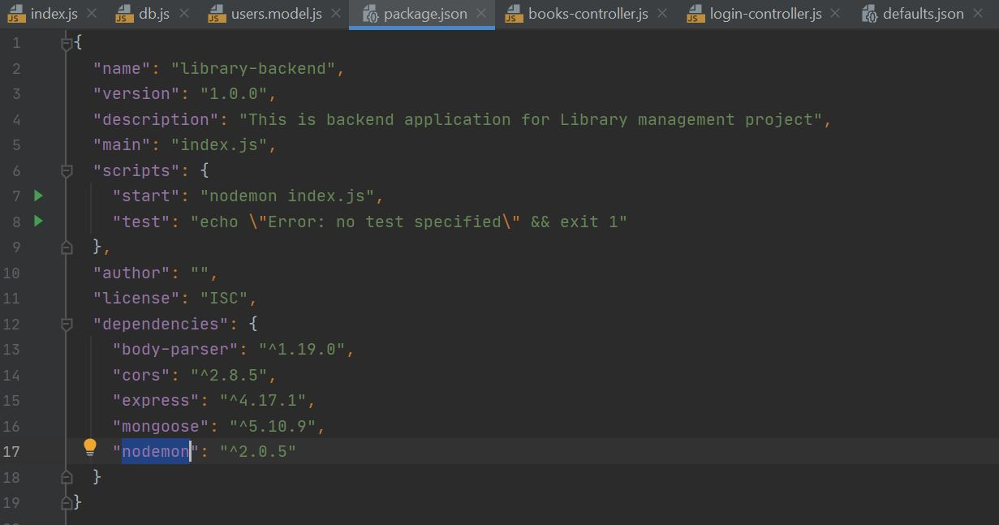 index.js db.js users.model.js package.json books-controller.js login-controller.js defaults.json
1 {
2 "name": "library-backend",
3 "version": "1.0.0",
4 "description": "This is backend application for Library management project",
5 "main": "index.js",
6 "scripts": {
7 "start": "nodemon index.js",
8 "test": "echo \"Error: no test specified\" && exit 1"
9 },
10 "author": "",
11 "license": "ISC",
12 "dependencies": {
13 "body-parser": "^1.19.0",
14 "cors": "^2.8.5",
15 "express": "^4.17.1",
16 "mongoose": "^5.10.9",
17 "nodemon": "^2.0.5"
18 }
19 }